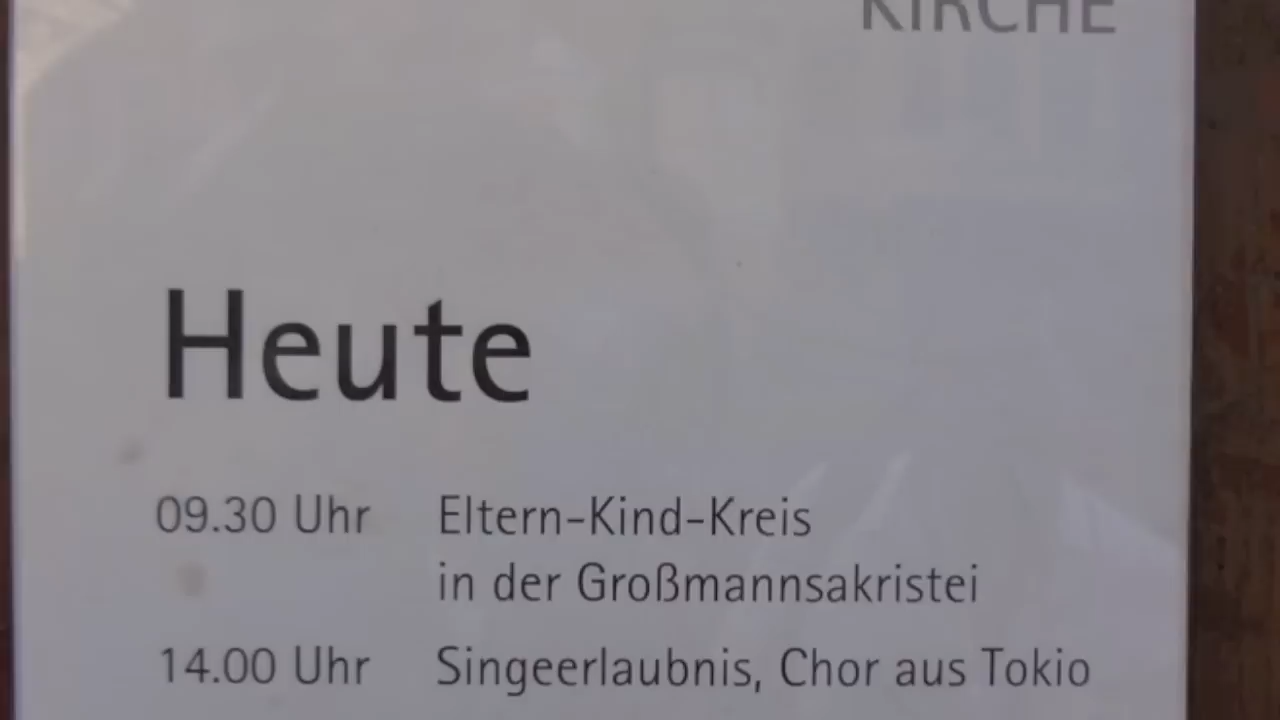 KIRCHE
Heute
09.30 Uhr Eltern-Kind-Kreis
in der Großmannsakristei
14.00 Uhr Singeerlaubnis, Chor aus Tokio